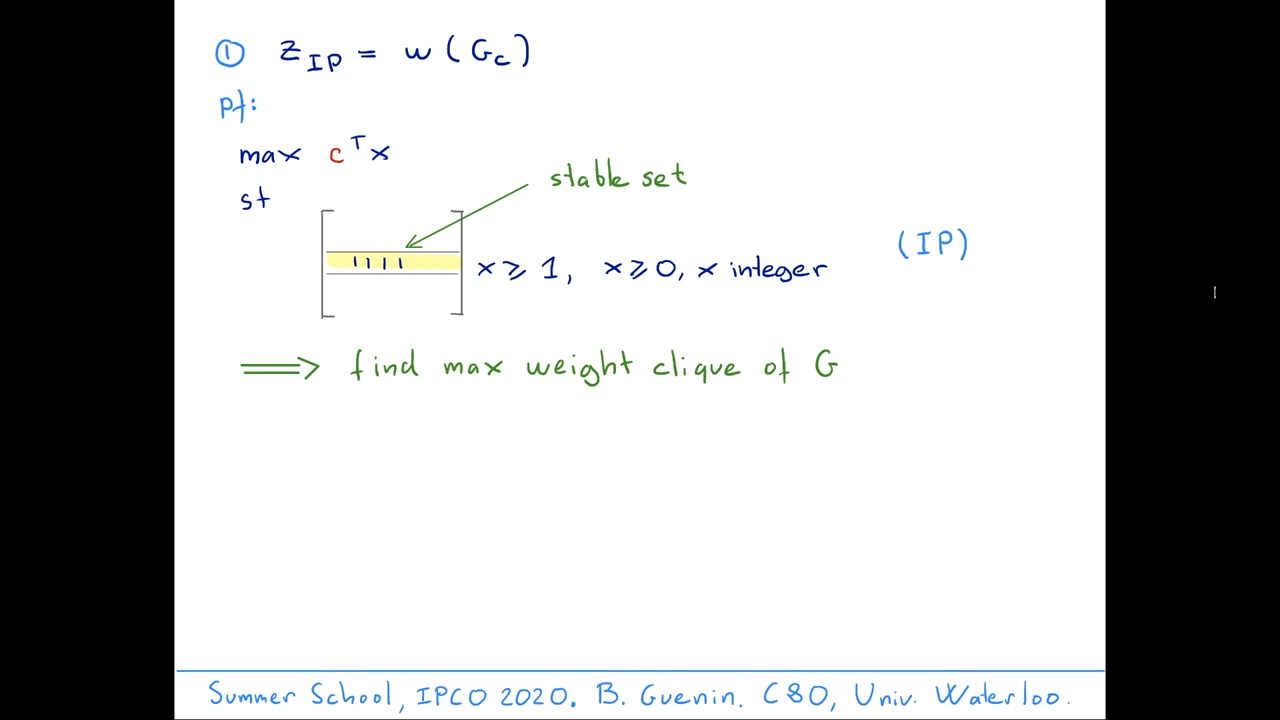 ① z_IP = ω(G_c)
pf:
max c^T x
stable set
st
1 1 1 1
x ≥ 1, x ≥ 0, x integer
(IP)
⟹ find max weight clique of G
Summer School, IPCO 2020. B. Guenin. C&O, Univ. Waterloo.